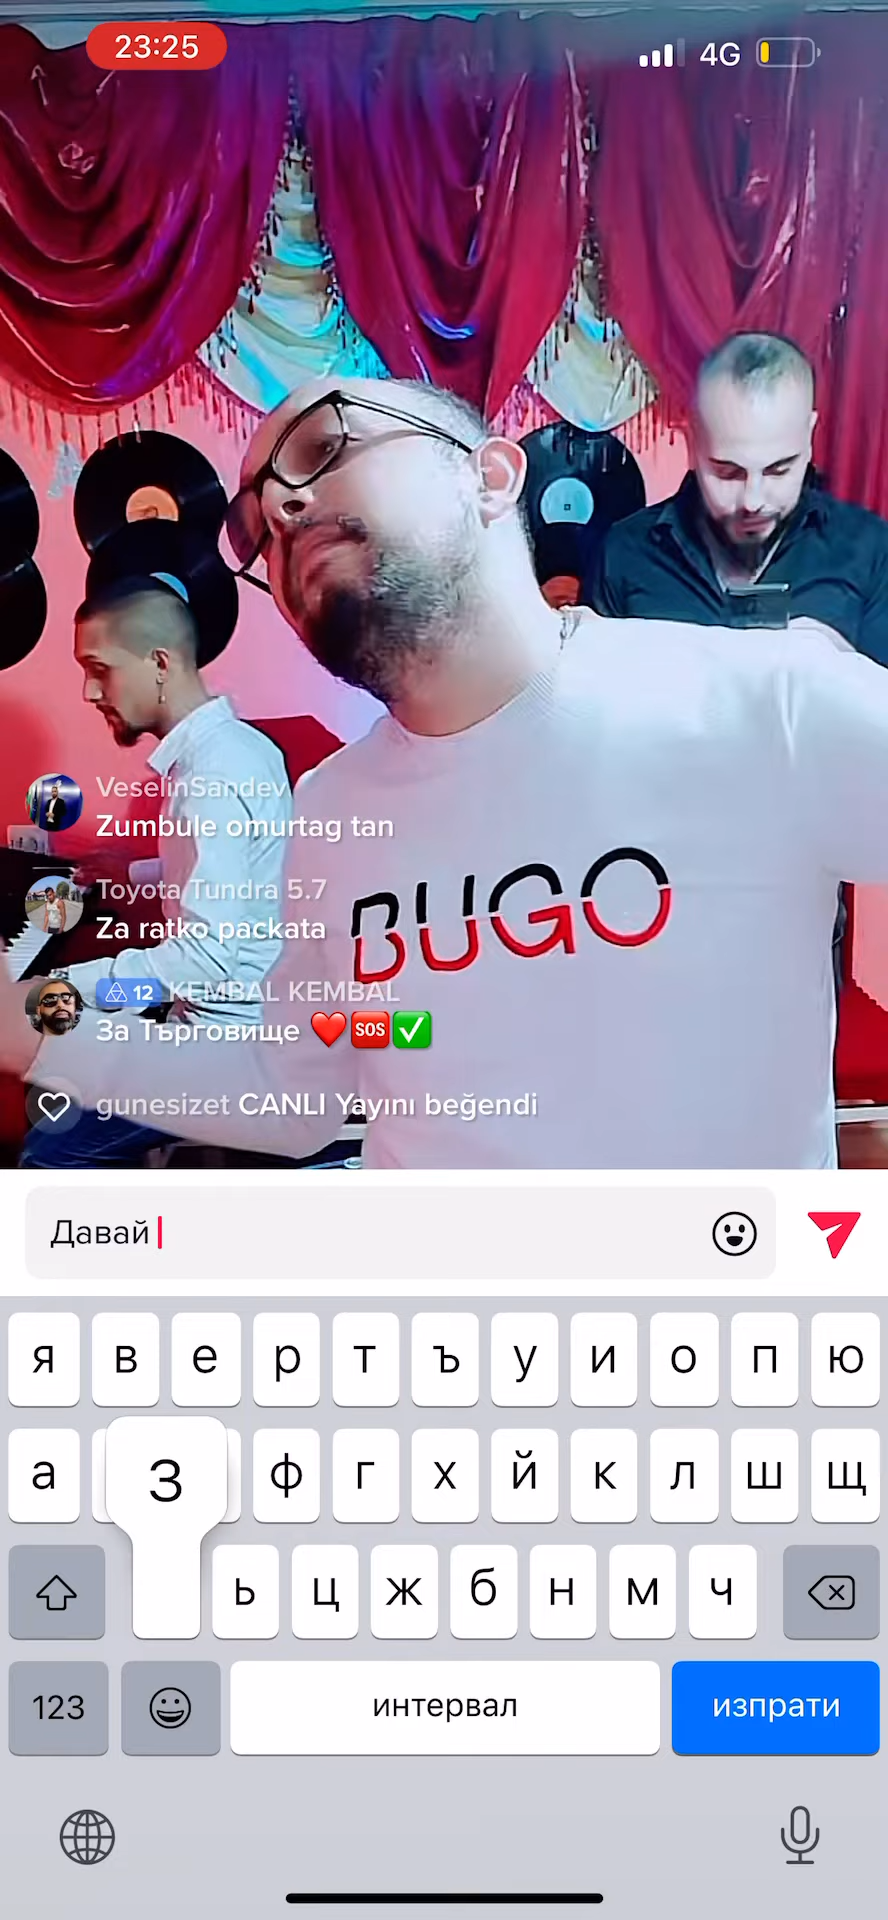 23:25
4G
VeselinSandev
Zumbule omurtag tan
Toyota Tundra 5.7
Za ratko packata
BUGO
12 KEMBAL KEMBAL
За Търговище ❤️🆘✅
gunesizet CANLI Yayını beğendi
Давай
я в е р т ъ у и о п ю
а з ф г х й к л ш щ
ь ц ж б н м ч
123 интервал изпрати